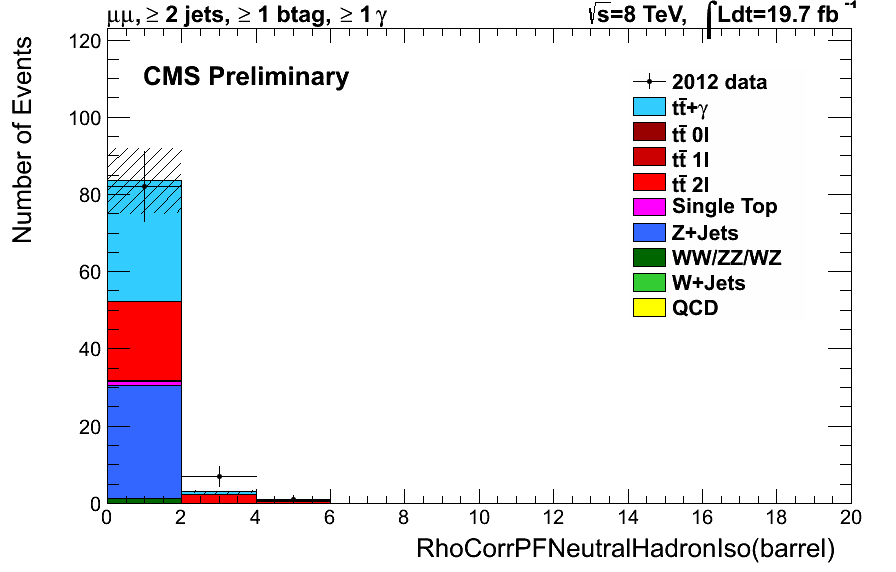 μμ, ≥ 2 jets, ≥ 1 btag, ≥ 1 γ
√s=8 TeV, ∫Ldt=19.7 fb⁻¹
CMS Preliminary
2012 data
tt̄+γ
tt̄ 0l
tt̄ 1l
tt̄ 2l
Single Top
Z+Jets
WW/ZZ/WZ
W+Jets
QCD
Number of Events
120
100
80
60
40
20
0
0 2 4 6 8 10 12 14 16 18 20
RhoCorrPFNeutralHadronIso(barrel)